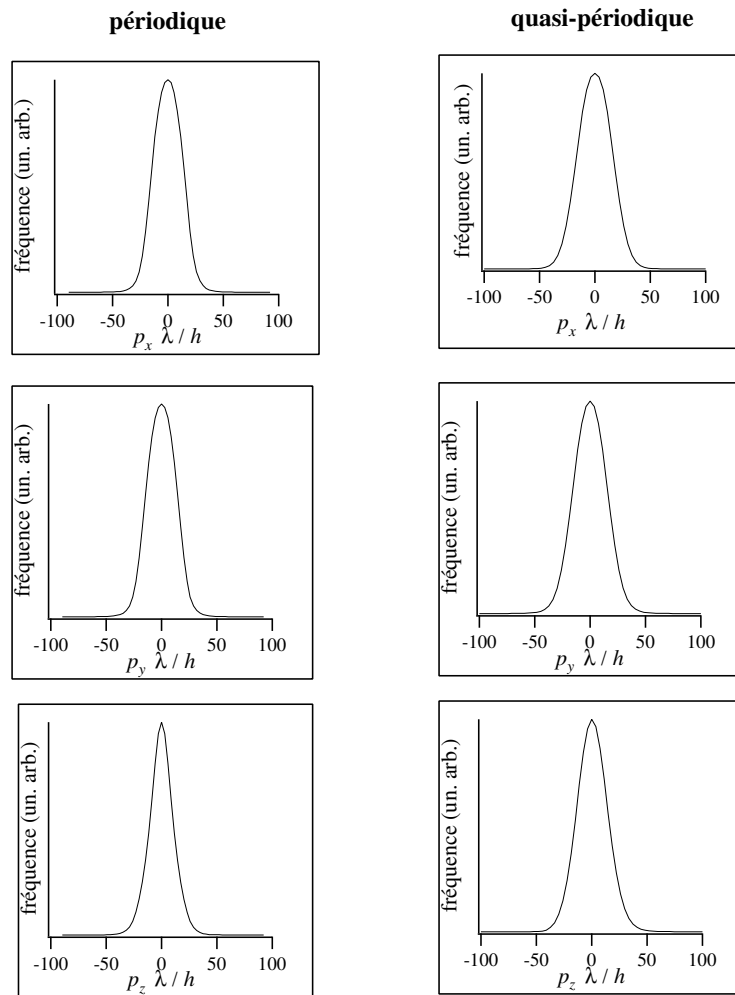 périodique
quasi-périodique
fréquence (un. arb.)
-100 -50 0 50 100
p_x λ / h
fréquence (un. arb.)
-100 -50 0 50 100
p_x λ / h
fréquence (un. arb.)
-100 -50 0 50 100
p_y λ / h
fréquence (un. arb.)
-100 -50 0 50 100
p_y λ / h
fréquence (un. arb.)
-100 -50 0 50 100
p_z λ / h
fréquence (un. arb.)
-100 -50 0 50 100
p_z λ / h